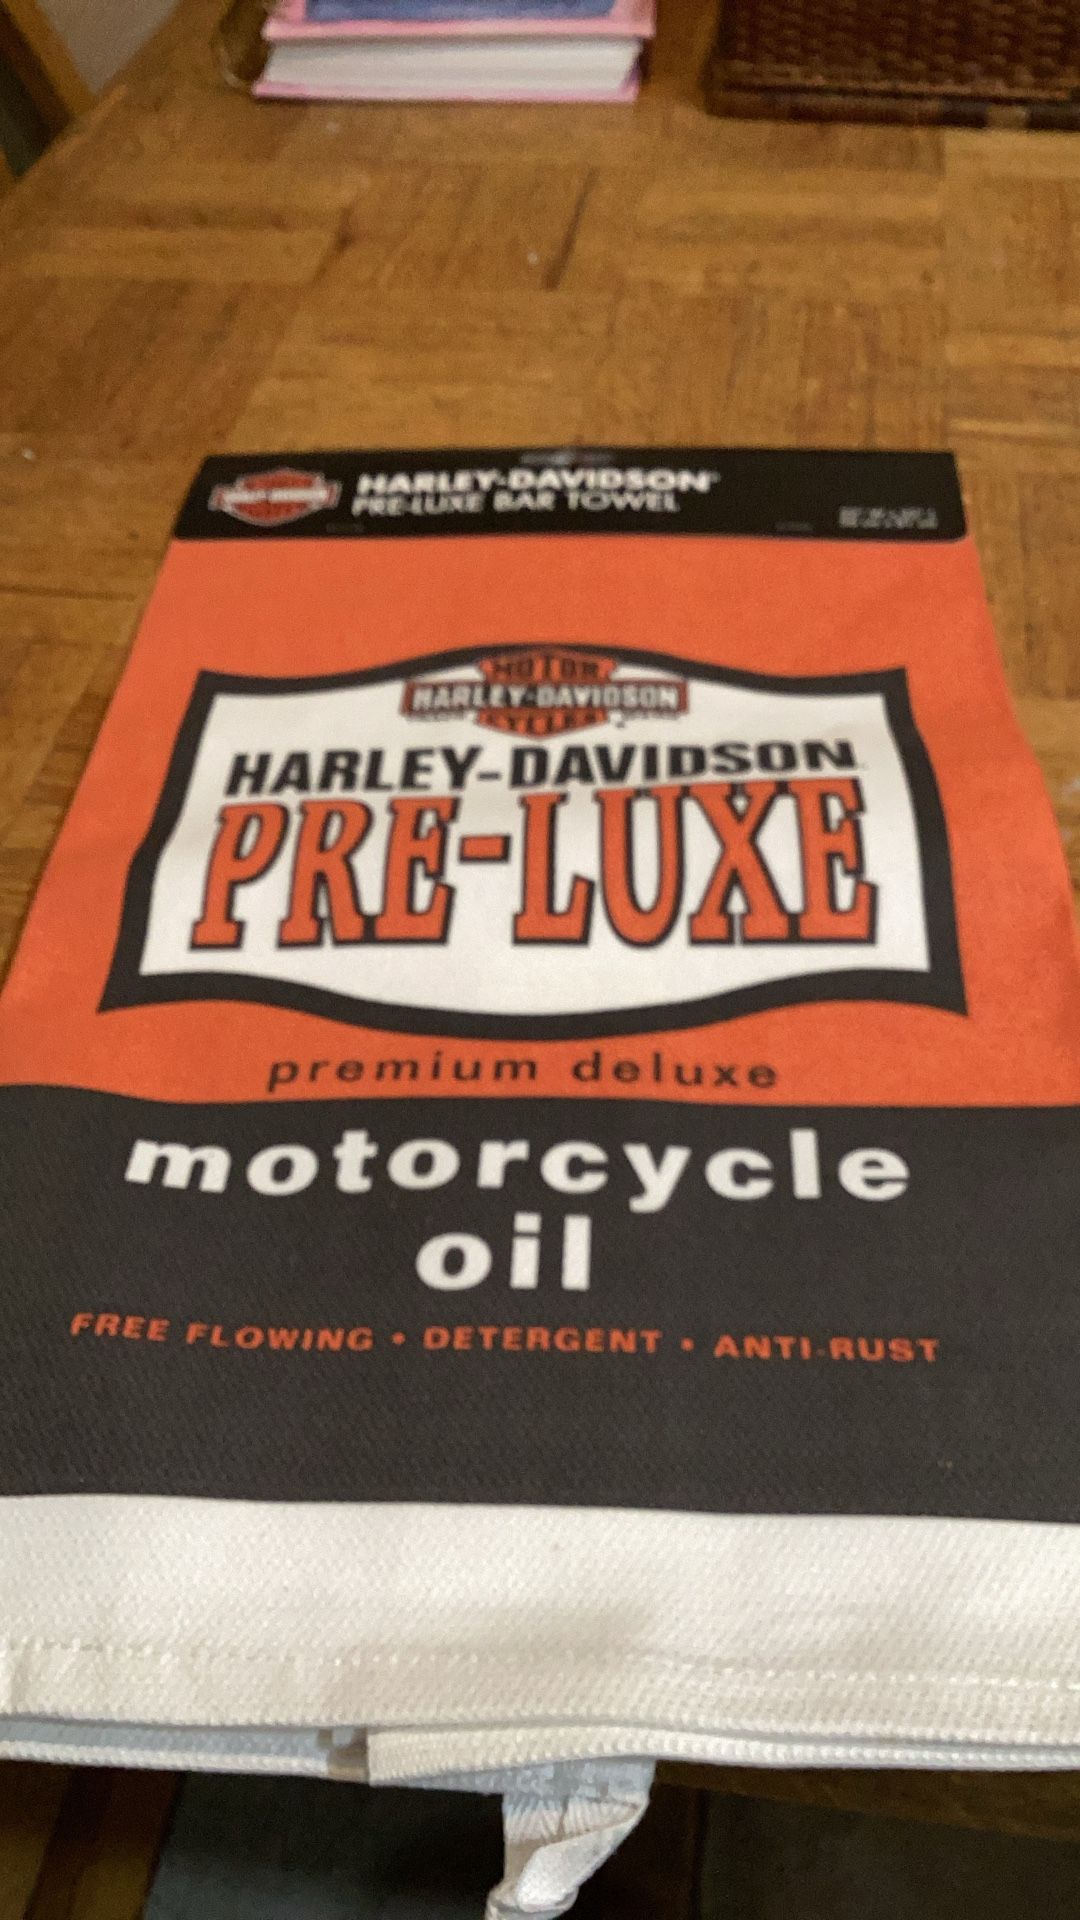 HARLEY-DAVIDSON
PRE-LUXE BAR TOWEL
MOTOR
HARLEY-DAVIDSON
CYCLES
HARLEY-DAVIDSON
PRE-LUXE
premium deluxe
motorcycle
oil
FREE FLOWING • DETERGENT • ANTI-RUST